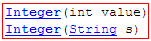 Integer(int value)
Integer(String s)